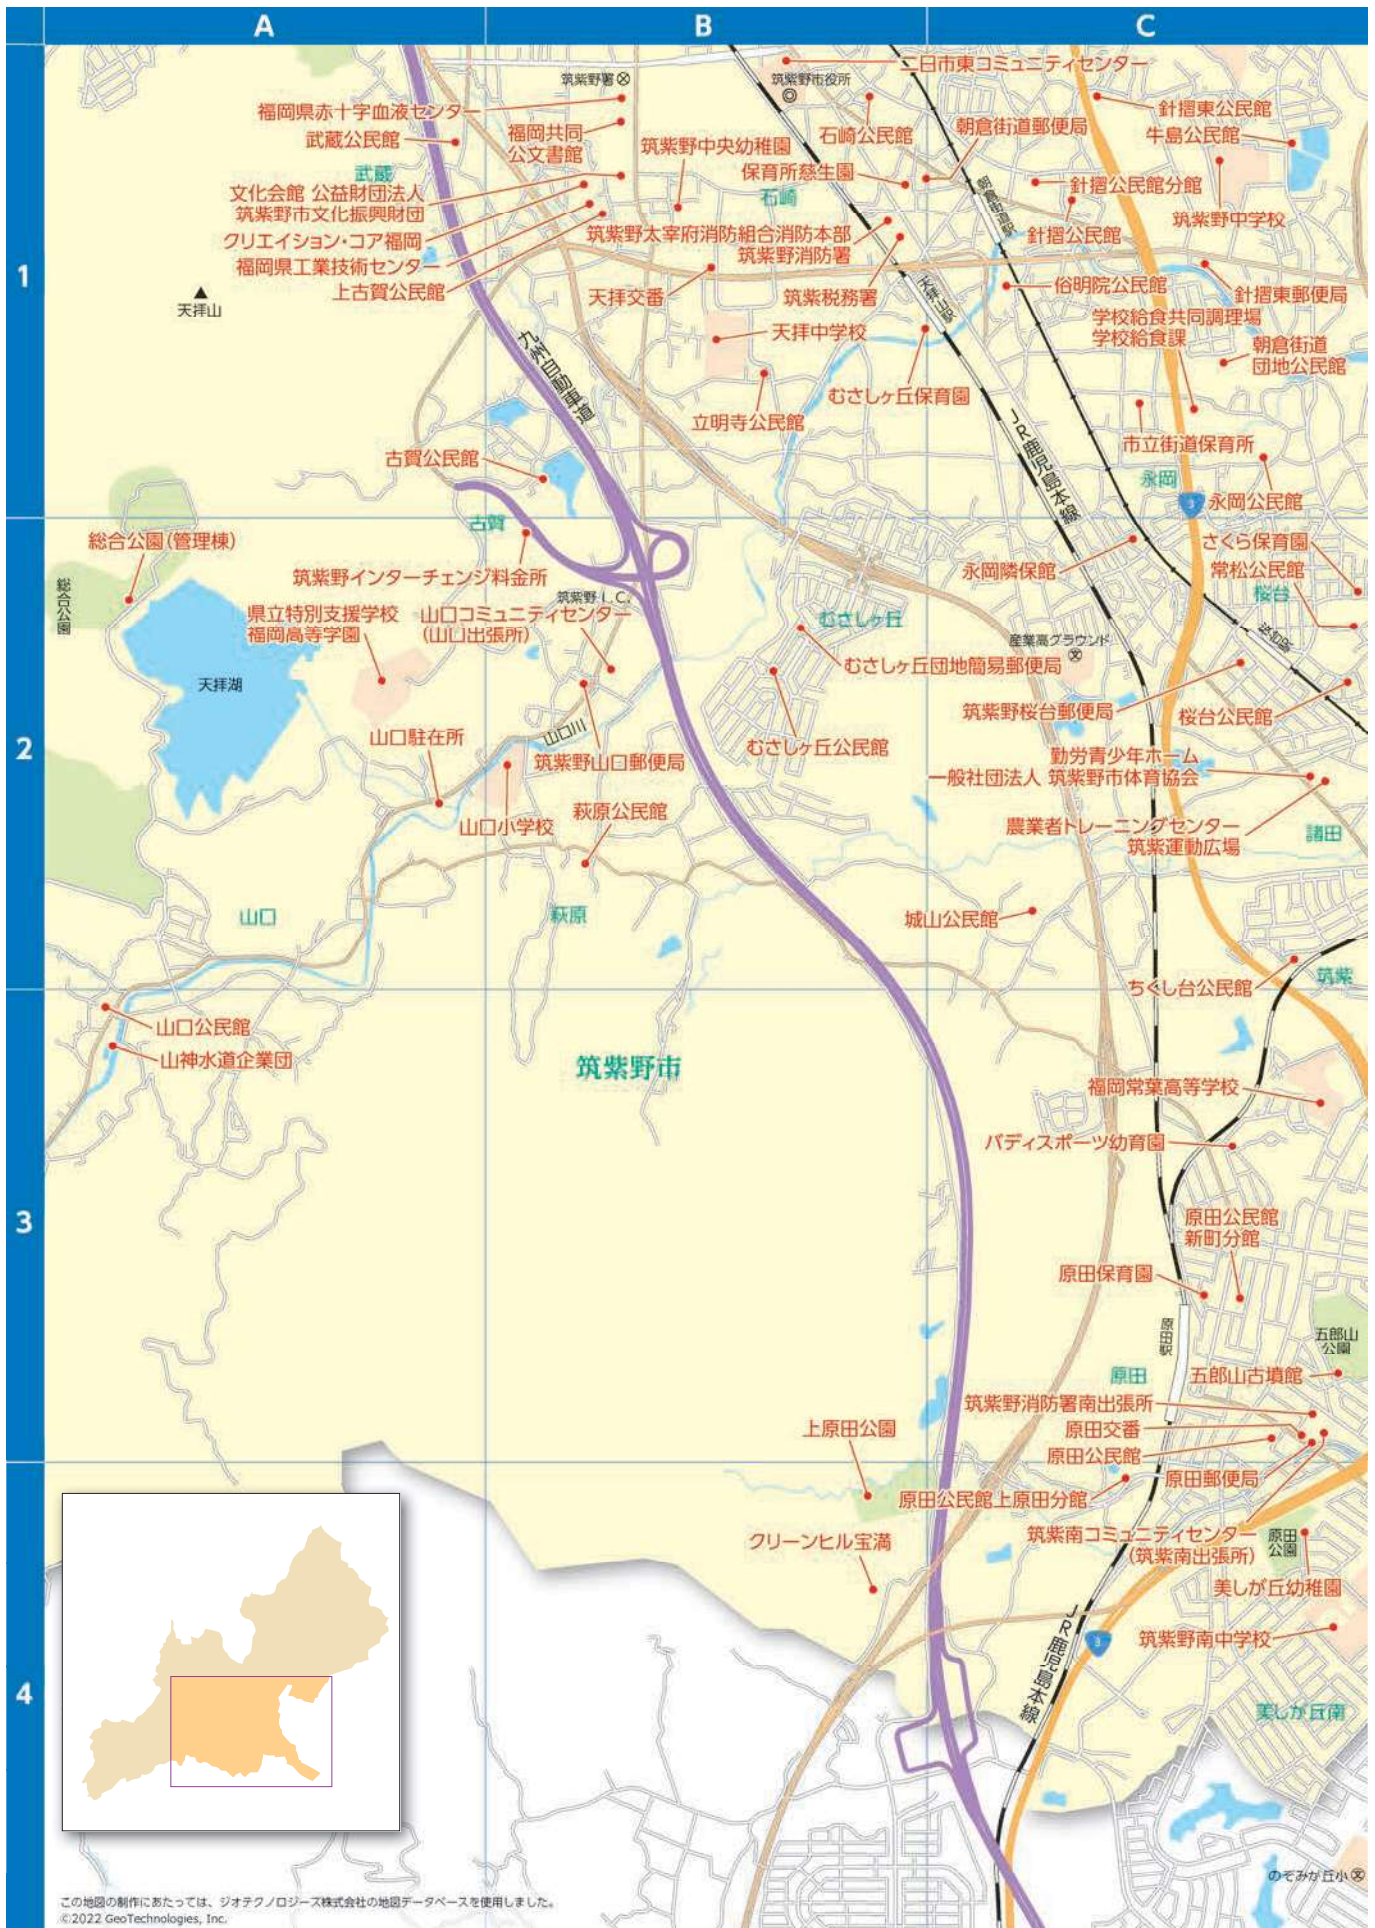 A
B
C
1
2
3
4
二日市東コミュニティセンター
筑紫野署
筑紫野市役所
福岡県赤十字血液センター
武蔵公民館
福岡共同
公文書館
石崎公民館
朝倉街道郵便局
針摺東公民館
牛島公民館
筑紫野中央幼稚園
保育所慈生園
武蔵
石崎
朝倉街道駅
針摺公民館分館
文化会館 公益財団法人
筑紫野市文化振興財団
筑紫野中学校
クリエイション・コア福岡
筑紫野太宰府消防組合消防本部
筑紫野消防署
針摺公民館
福岡県工業技術センター
上古賀公民館
天拝交番
筑紫税務署
天拝山駅
俗明院公民館
針摺東郵便局
天拝山
天拝中学校
学校給食共同調理場
学校給食課
朝倉街道
団地公民館
九州自動車道
むさしヶ丘保育園
立明寺公民館
JR鹿児島本線
市立街道保育所
古賀公民館
永岡
3
永岡公民館
古賀
総合公園(管理棟)
さくら保育園
筑紫野インターチェンジ料金所
永岡隣保館
常松公民館
桜台
総合公園
筑紫野 I.C.
県立特別支援学校
福岡高等学園
山口コミュニティセンター
(山口出張所)
むさしヶ丘
桜台駅
産業高グラウンド
天拝湖
むさしヶ丘団地簡易郵便局
筑紫野桜台郵便局
桜台公民館
山口駐在所
山口川
筑紫野山口郵便局
むさしヶ丘公民館
勤労青少年ホーム
一般社団法人 筑紫野市体育協会
山口小学校
萩原公民館
農業者トレーニングセンター
筑紫運動広場
諸田
山口
萩原
城山公民館
ちくし台公民館
筑紫
山口公民館
山神水道企業団
筑紫野市
福岡常葉高等学校
バディスポーツ幼育園
原田公民館
新町分館
原田保育園
原田駅
五郎山
公園
原田
五郎山古墳館
筑紫野消防署南出張所
上原田公園
原田交番
原田公民館
原田郵便局
原田公民館上原田分館
クリーンヒル宝満
筑紫南コミュニティセンター
(筑紫南出張所)
原田
公園
美しが丘幼稚園
JR鹿児島本線
3
筑紫野南中学校
美しが丘南
のぞみが丘小
この地図の制作にあたっては、ジオテクノロジーズ株式会社の地図データベースを使用しました。
©2022 GeoTechnologies, Inc.